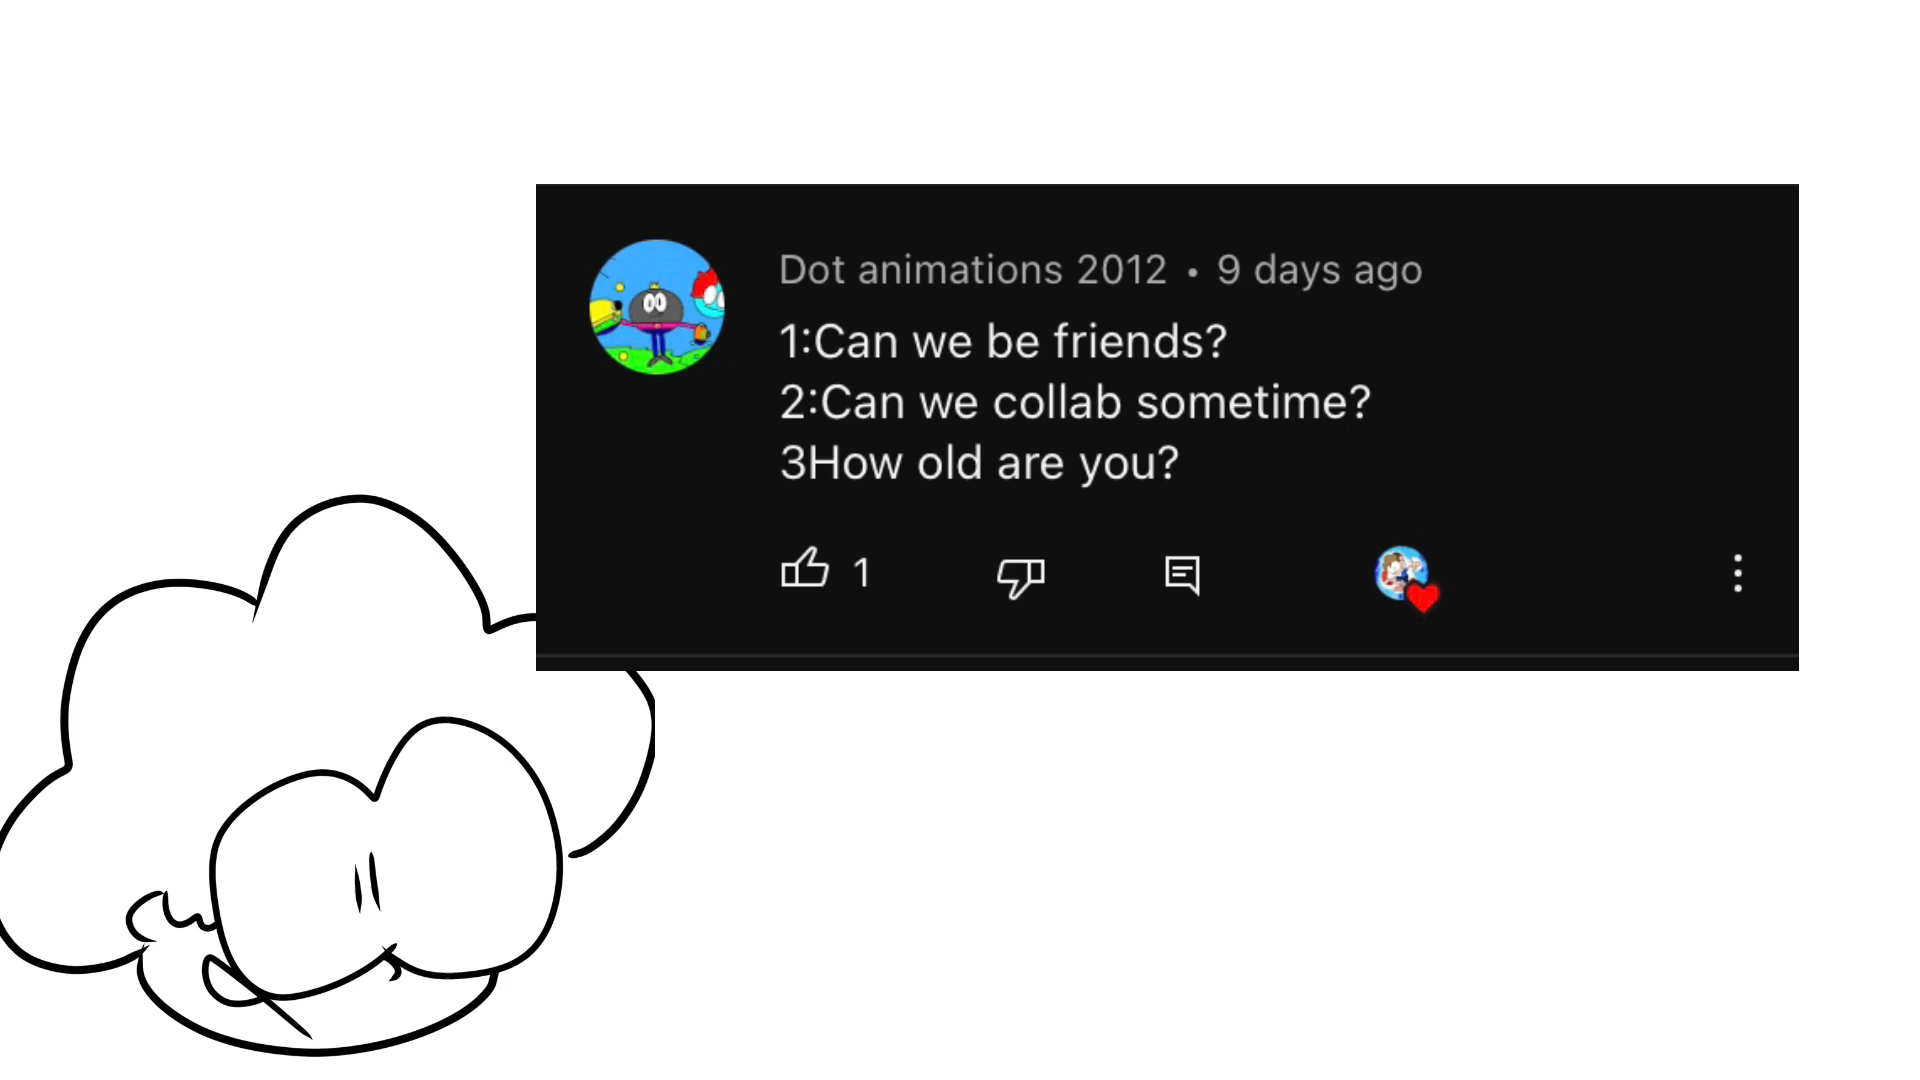 Dot animations 2012 • 9 days ago
1:Can we be friends?
2:Can we collab sometime?
3How old are you?
1